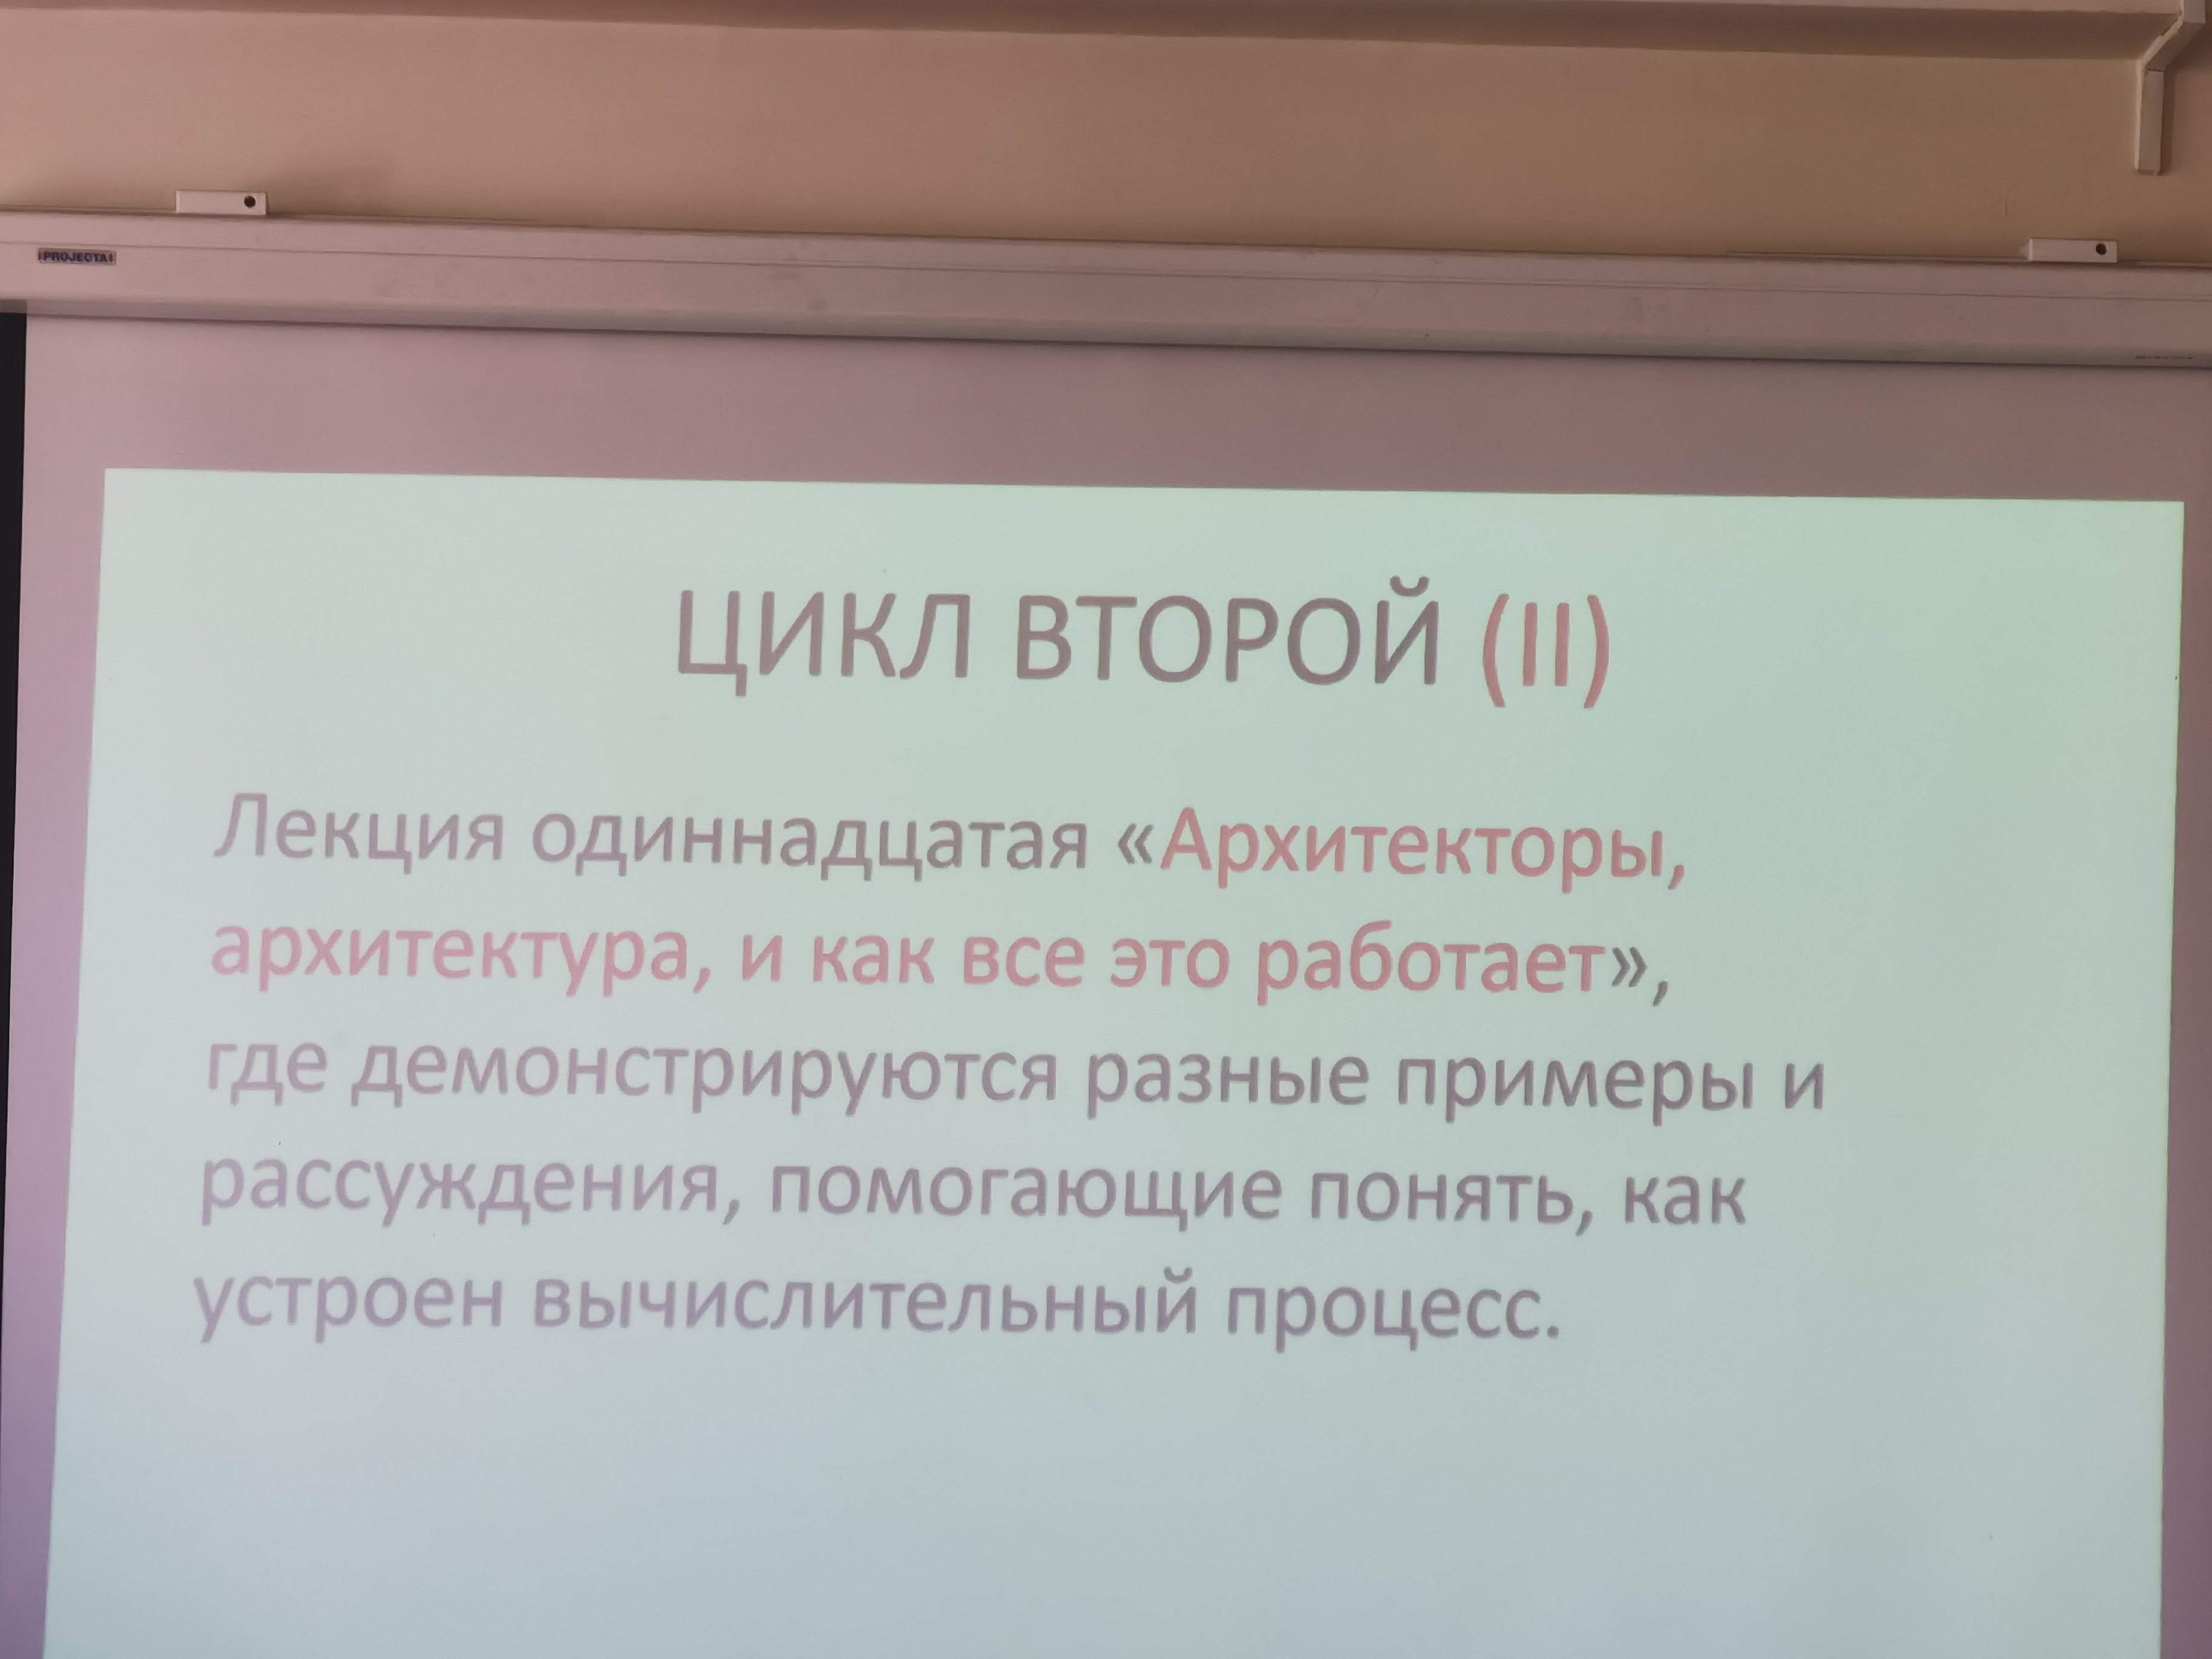 PROJECTA
ЦИКЛ ВТОРОЙ (II)
Лекция одиннадцатая «Архитекторы,
архитектура, и как все это работает»,
где демонстрируются разные примеры и
рассуждения, помогающие понять, как
устроен вычислительный процесс.